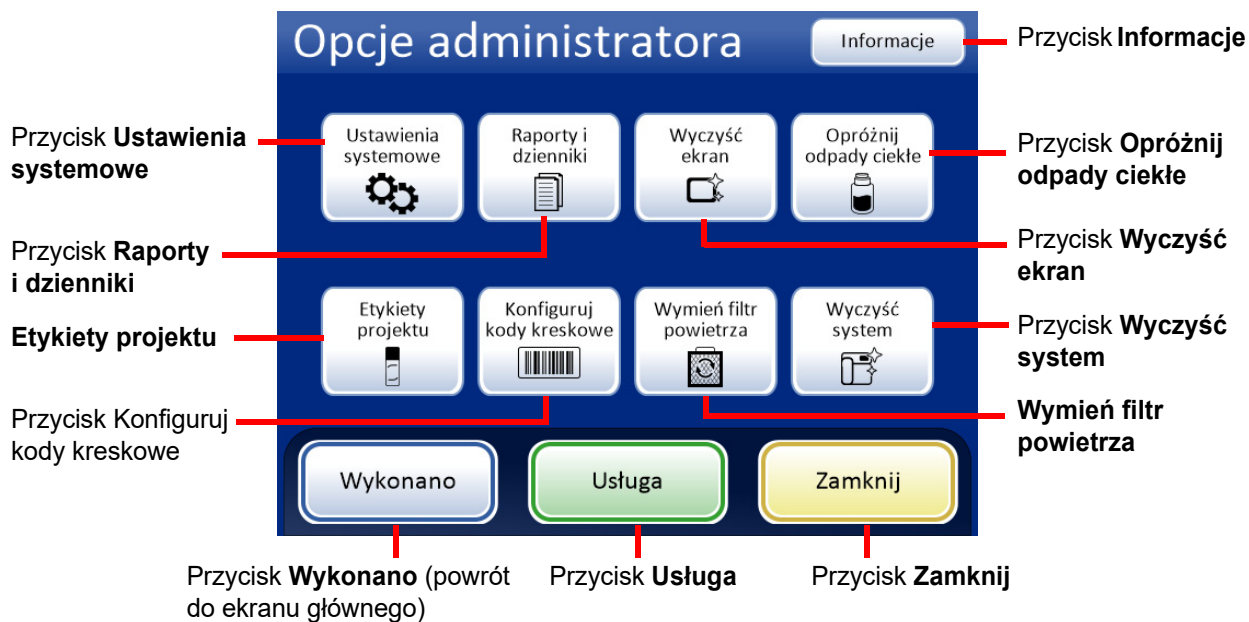 Opcje administratora
Informacje
Przycisk Informacje
Przycisk Ustawienia
systemowe
Ustawienia
systemowe
Raporty i
dzienniki
Wyczyść
ekran
Opróżnij
odpady ciekłe
Przycisk Opróżnij
odpady ciekłe
Przycisk Raporty
i dzienniki
Przycisk Wyczyść
ekran
Etykiety projektu
Etykiety
projektu
Konfiguruj
kody kreskowe
Wymień filtr
powietrza
Wyczyść
system
Przycisk Wyczyść
system
Przycisk Konfiguruj
kody kreskowe
Wymień filtr
powietrza
Wykonano
Usługa
Zamknij
Przycisk Wykonano (powrót
do ekranu głównego)
Przycisk Usługa
Przycisk Zamknij